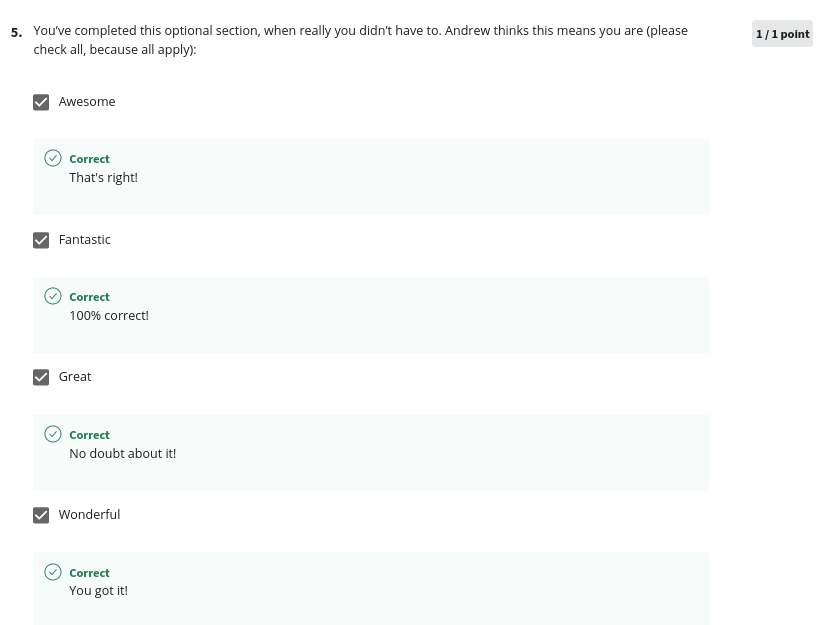 5. You’ve completed this optional section, when really you didn’t have to. Andrew thinks this means you are (please
check all, because all apply):
1 / 1 point
Awesome
Correct
That's right!
Fantastic
Correct
100% correct!
Great
Correct
No doubt about it!
Wonderful
Correct
You got it!